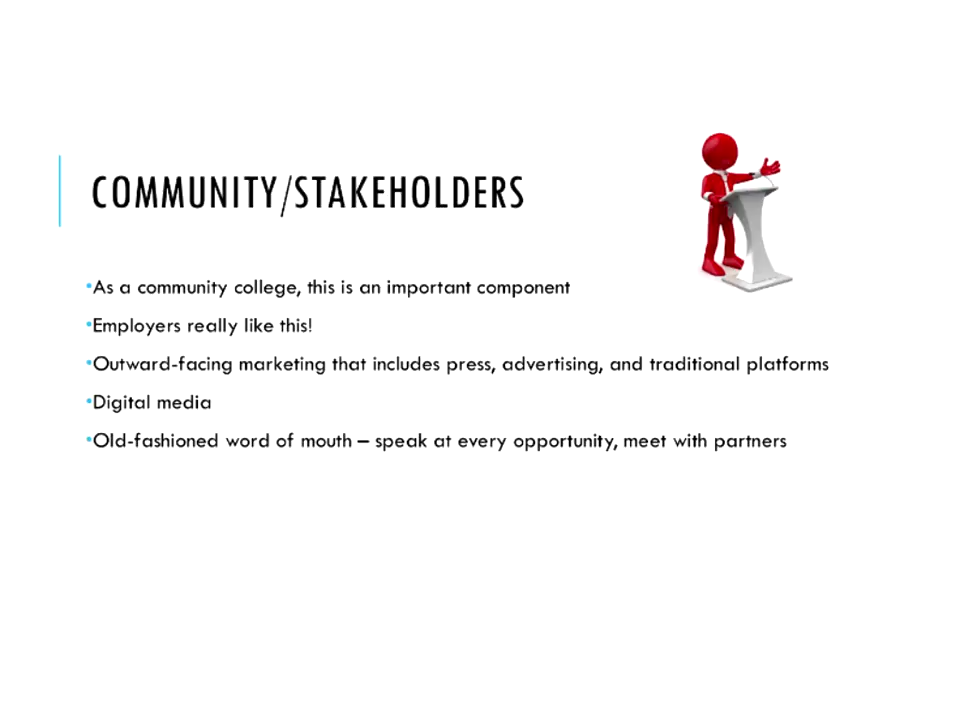 COMMUNITY/STAKEHOLDERS
•As a community college, this is an important component
•Employers really like this!
•Outward-facing marketing that includes press, advertising, and traditional platforms
•Digital media
•Old-fashioned word of mouth – speak at every opportunity, meet with partners